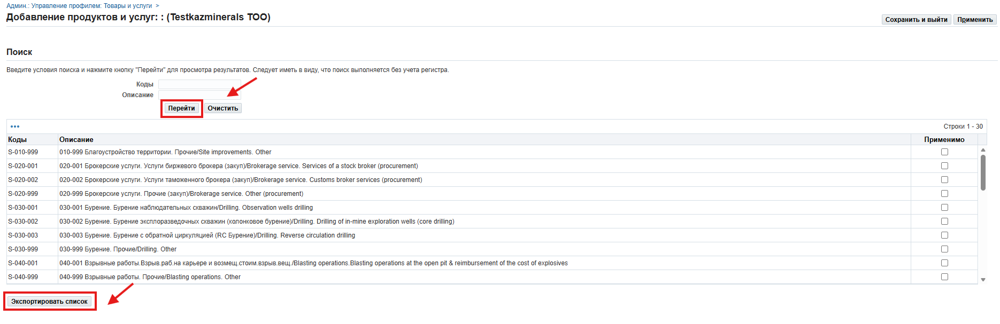 Админ.: Управление профилем: Товары и услуги >
Добавление продуктов и услуг: : (Testkazminerals ТОО)
Сохранить и выйти Применить
Поиск
Введите условия поиска и нажмите кнопку "Перейти" для просмотра результатов. Следует иметь в виду, что поиск выполняется без учета регистра.
Коды
Описание
Перейти Очистить
Строки 1 - 30
Коды Описание Применимо
S-010-999 010-999 Благоустройство территории. Прочие/Site improvements. Other
S-020-001 020-001 Брокерские услуги. Услуги биржевого брокера (закуп)/Brokerage service. Services of a stock broker (procurement)
S-020-002 020-002 Брокерские услуги. Услуги таможенного брокера (закуп)/Brokerage service. Customs broker services (procurement)
S-020-999 020-999 Брокерские услуги. Прочие (закуп)/Brokerage service. Other (procurement)
S-030-001 030-001 Бурение. Бурение наблюдательных скважин/Drilling. Observation wells drilling
S-030-002 030-002 Бурение. Бурение эксплоразведочных скважин (колонковое бурение)/Drilling. Drilling of in-mine exploration wells (core drilling)
S-030-003 030-003 Бурение. Бурение с обратной циркуляцией (RC Бурение)/Drilling. Reverse circulation drilling
S-030-999 030-999 Бурение. Прочие/Drilling. Other
S-040-001 040-001 Взрывные работы.Взрыв.раб.на карьере и возмещ.стоим.взрыв.вещ./Blasting operations.Blasting operations at the open pit & reimbursement of the cost of explosives
S-040-999 040-999 Взрывные работы. Прочие/Blasting operations. Other
Экспортировать список